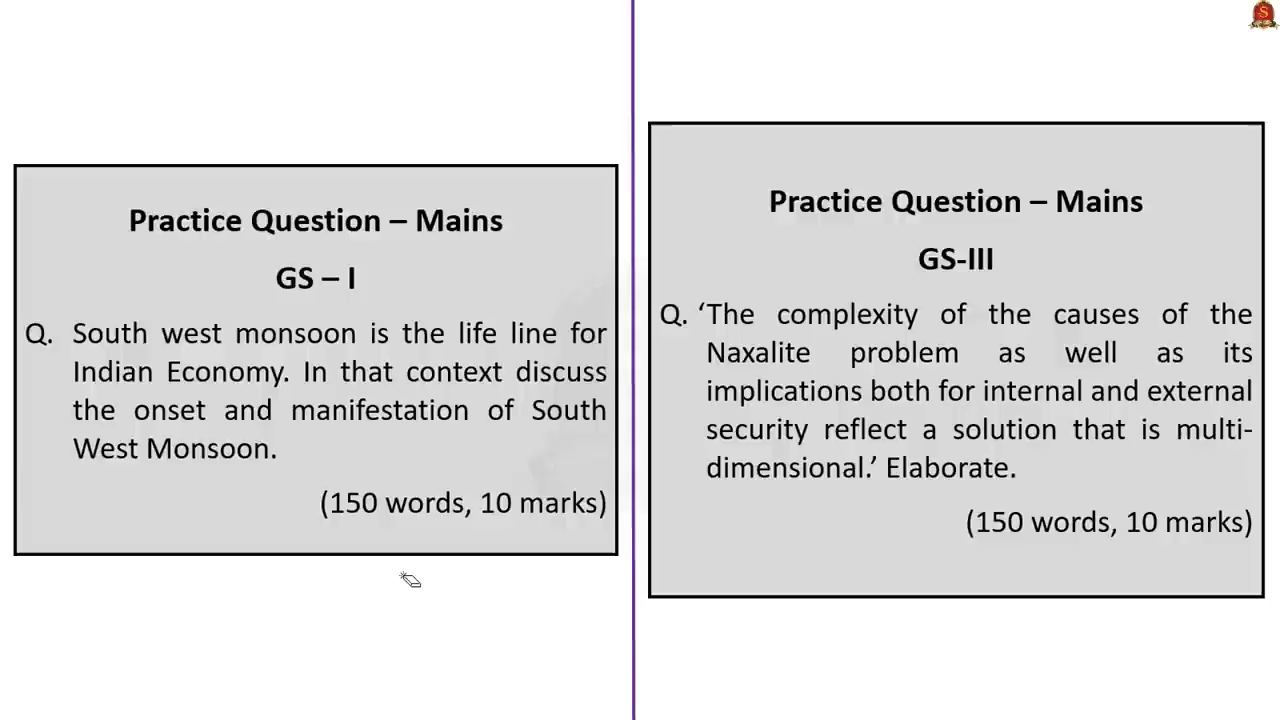 Practice Question – Mains
GS – I
Q. South west monsoon is the life line for
Indian Economy. In that context discuss
the onset and manifestation of South
West Monsoon.
(150 words, 10 marks)
Practice Question – Mains
GS-III
Q. ‘The complexity of the causes of the
Naxalite problem as well as its
implications both for internal and external
security reflect a solution that is multi-
dimensional.’ Elaborate.
(150 words, 10 marks)